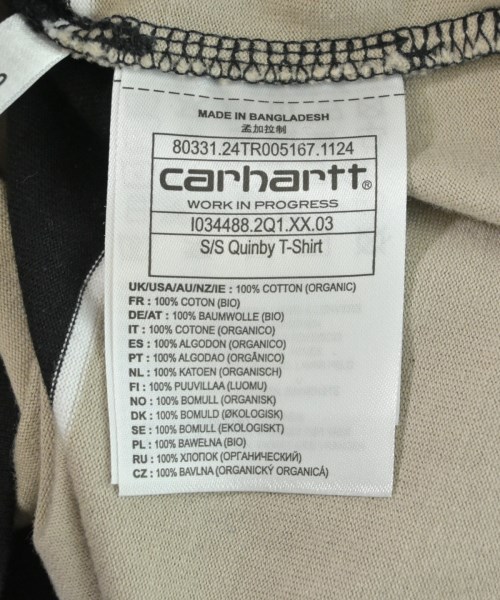 MADE IN BANGLADESH
孟加拉制
80331.24TR005167.1124
carhartt®
WORK IN PROGRESS
I034488.2Q1.XX.03
S/S Quinby T-Shirt
UK/USA/AU/NZ/IE : 100% COTTON (ORGANIC)
FR : 100% COTON (BIO)
DE/AT : 100% BAUMWOLLE (BIO)
IT : 100% COTONE (ORGANICO)
ES : 100% ALGODON (ORGANICO)
PT : 100% ALGODAO (ORGÂNICO)
NL : 100% KATOEN (ORGANISCH)
FI : 100% PUUVILLAA (LUOMU)
NO : 100% BOMULL (ORGANISK)
DK : 100% BOMULD (ØKOLOGISK)
SE : 100% BOMULL (EKOLOGISKT)
PL : 100% BAWEŁNA (BIO)
RU : 100% ХЛОПОК (ОРГАНИЧЕСКИЙ)
CZ : 100% BAVLNA (ORGANICKÝ ORGANICÁ)